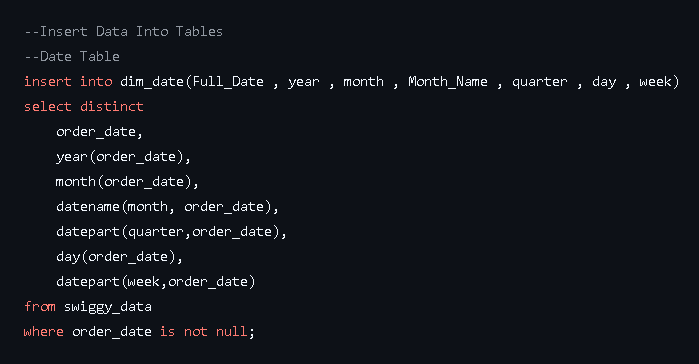 --Insert Data Into Tables
--Date Table
insert into dim_date(Full_Date , year , month , Month_Name , quarter , day , week)
select distinct
    order_date,
    year(order_date),
    month(order_date),
    datename(month, order_date),
    datepart(quarter,order_date),
    day(order_date),
    datepart(week,order_date)
from swiggy_data
where order_date is not null;